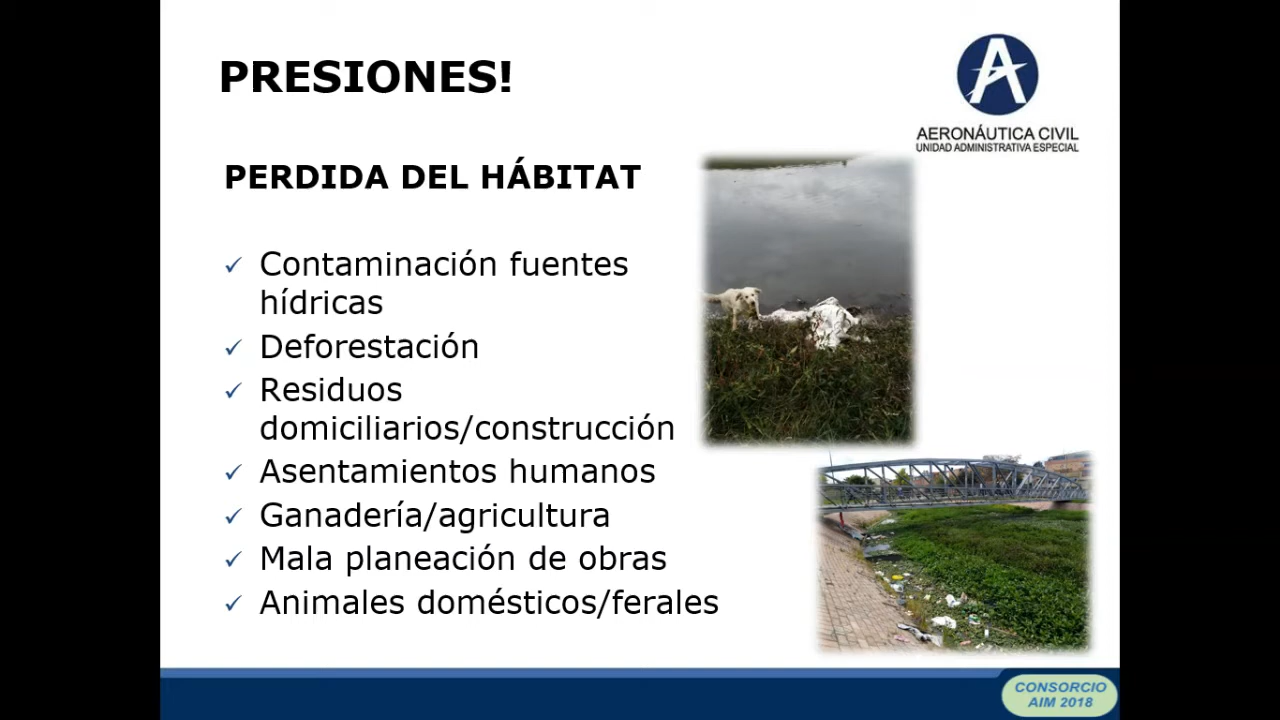 PRESIONES!
AERONÁUTICA CIVIL
UNIDAD ADMINISTRATIVA ESPECIAL
PERDIDA DEL HÁBITAT
✓ Contaminación fuentes
hídricas
✓ Deforestación
✓ Residuos
domiciliarios/construcción
✓ Asentamientos humanos
✓ Ganadería/agricultura
✓ Mala planeación de obras
✓ Animales domésticos/ferales
CONSORCIO
AIM 2018